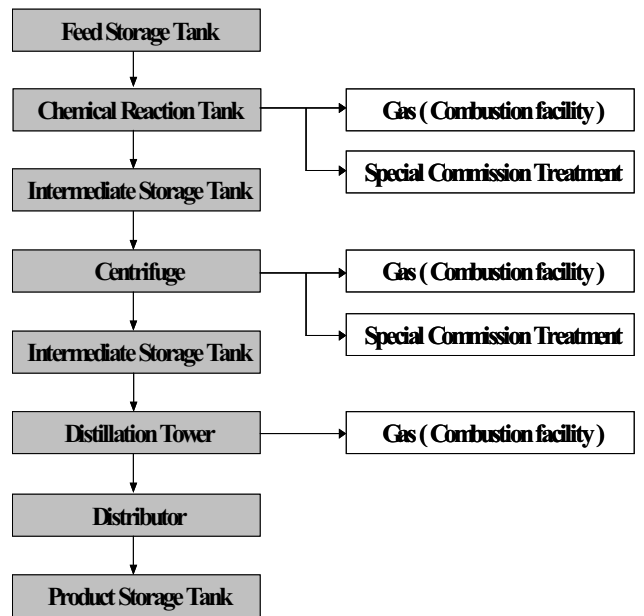 Feed Storage Tank
Chemical Reaction Tank
Gas ( Combustion facility )
Special Commission Treatment
Intermediate Storage Tank
Centrifuge
Gas ( Combustion facility )
Special Commission Treatment
Intermediate Storage Tank
Distillation Tower
Gas ( Combustion facility )
Distributor
Product Storage Tank